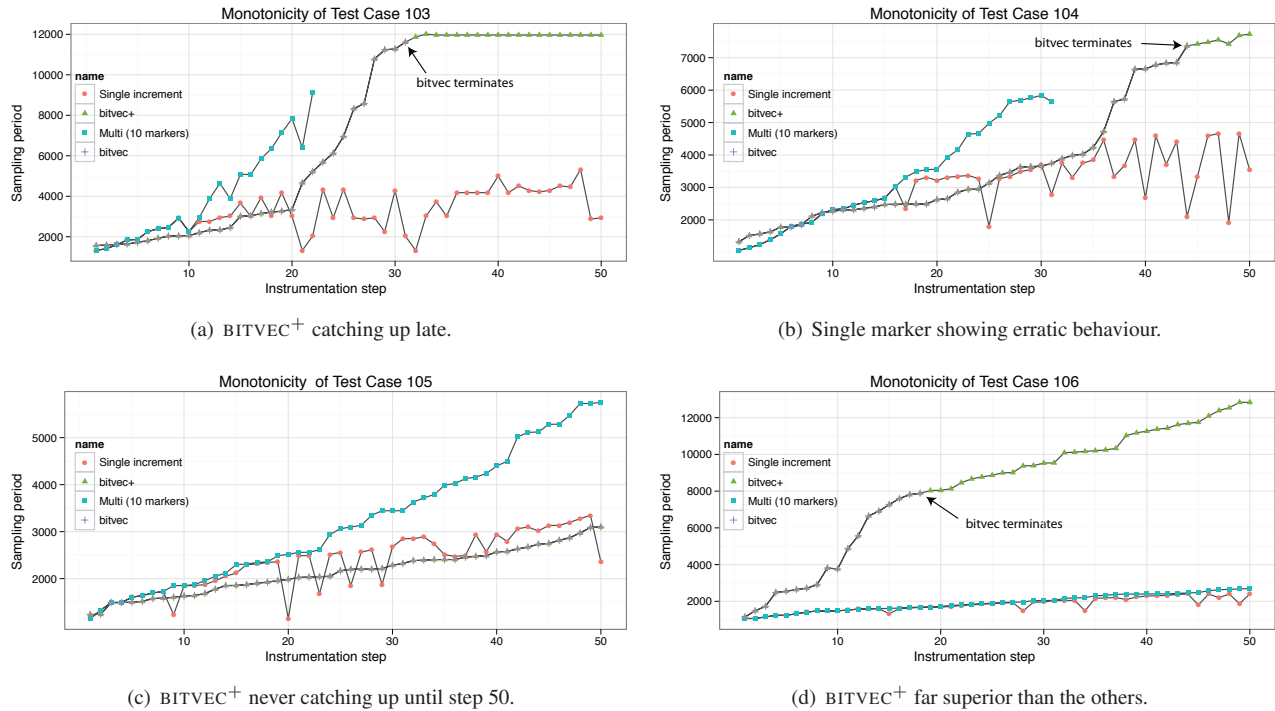 Monotonicity of Test Case 103
12000
10000
8000
6000
4000
2000
Sampling period
name
Single increment
bitvec+
Multi (10 markers)
bitvec
bitvec terminates
10
20
30
40
50
Instrumentation step
(a) BITVEC+ catching up late.
Monotonicity of Test Case 104
7000
6000
5000
4000
3000
2000
Sampling period
name
Single increment
bitvec+
Multi (10 markers)
bitvec
bitvec terminates
10
20
30
40
50
Instrumentation step
(b) Single marker showing erratic behaviour.
Monotonicity of Test Case 105
5000
4000
3000
2000
Sampling period
name
Single increment
bitvec+
Multi (10 markers)
bitvec
10
20
30
40
50
Instrumentation step
(c) BITVEC+ never catching up until step 50.
Monotonicity of Test Case 106
12000
10000
8000
6000
4000
2000
Sampling period
name
Single increment
bitvec+
Multi (10 markers)
bitvec
bitvec terminates
10
20
30
40
50
Instrumentation step
(d) BITVEC+ far superior than the others.